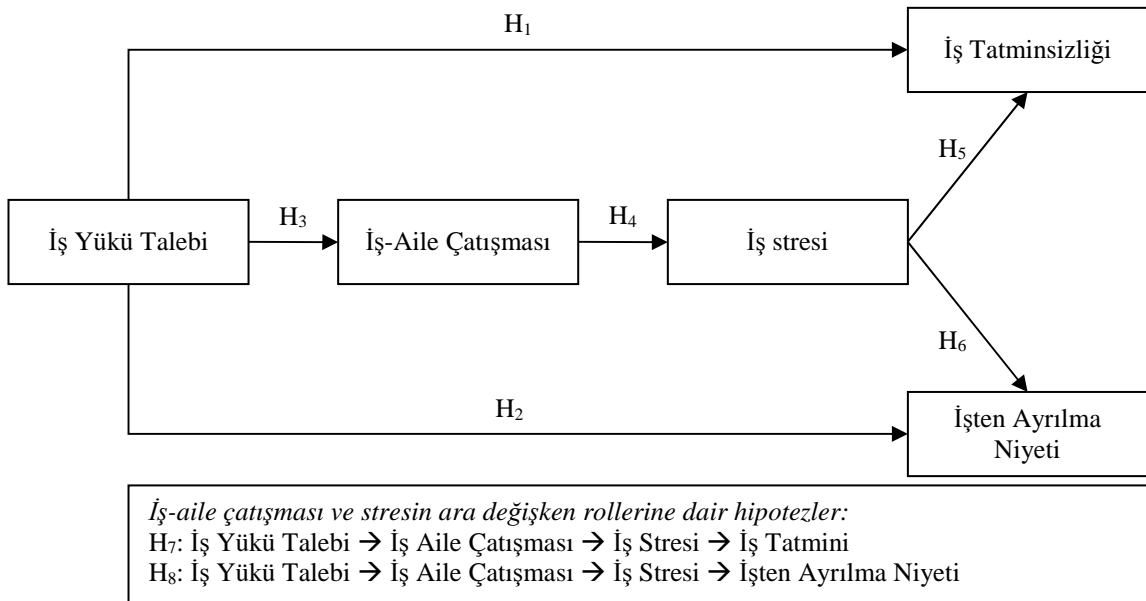 H₁
İş Tatminsizliği
H₅
H₃
H₄
İş Yükü Talebi
İş-Aile Çatışması
İş stresi
H₆
H₂
İşten Ayrılma
Niyeti
İş-aile çatışması ve stresin ara değişken rollerine dair hipotezler:
H₇: İş Yükü Talebi → İş Aile Çatışması → İş Stresi → İş Tatmini
H₈: İş Yükü Talebi → İş Aile Çatışması → İş Stresi → İşten Ayrılma Niyeti